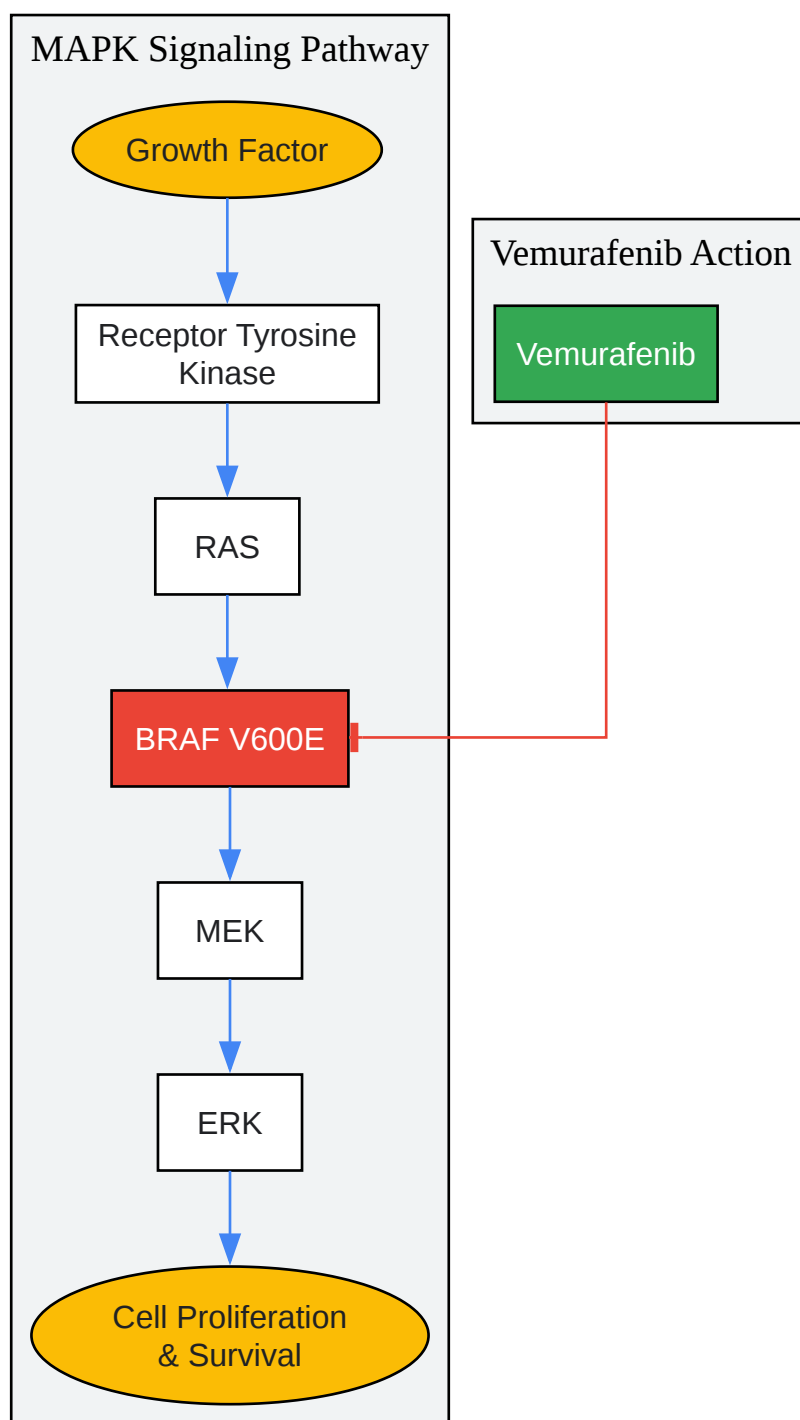 MAPK Signaling Pathway
Growth Factor
Receptor Tyrosine
Kinase
RAS
BRAF V600E
MEK
ERK
Cell Proliferation
& Survival
Vemurafenib Action
Vemurafenib